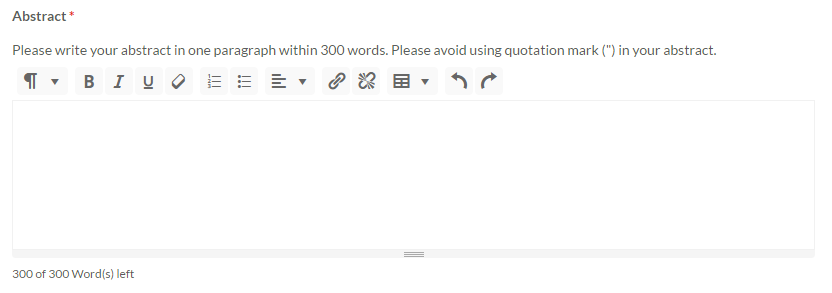 Abstract *
Please write your abstract in one paragraph within 300 words. Please avoid using quotation mark (") in your abstract.
¶ B I U
300 of 300 Word(s) left